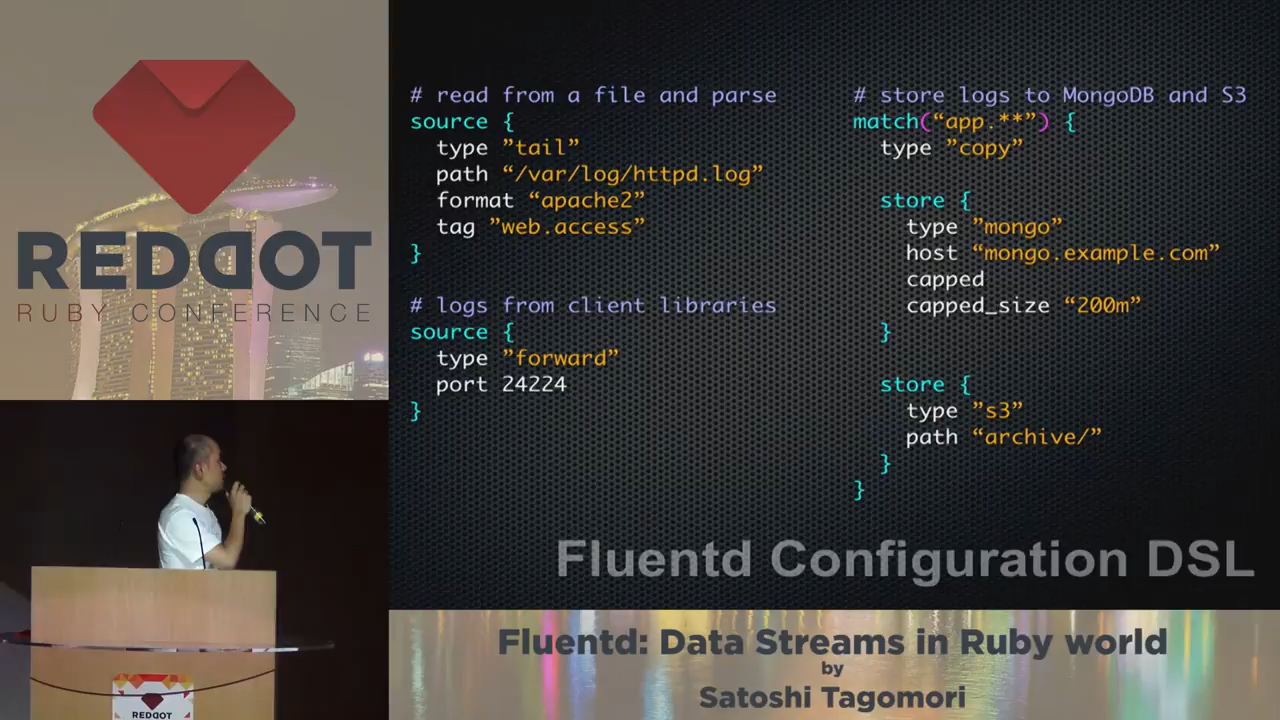 REDDOT
RUBY CONFERENCE
# read from a file and parse
source {
type ”tail”
path “/var/log/httpd.log”
format “apache2”
tag ”web.access”
}
# logs from client libraries
source {
type ”forward”
port 24224
}
# store logs to MongoDB and S3
match(“app.**”) {
type ”copy”
store {
type ”mongo”
host “mongo.example.com”
capped
capped_size “200m”
}
store {
type ”s3”
path “archive/”
}
}
Fluentd Configuration DSL
Fluentd: Data Streams in Ruby world
by
Satoshi Tagomori
REDDOT